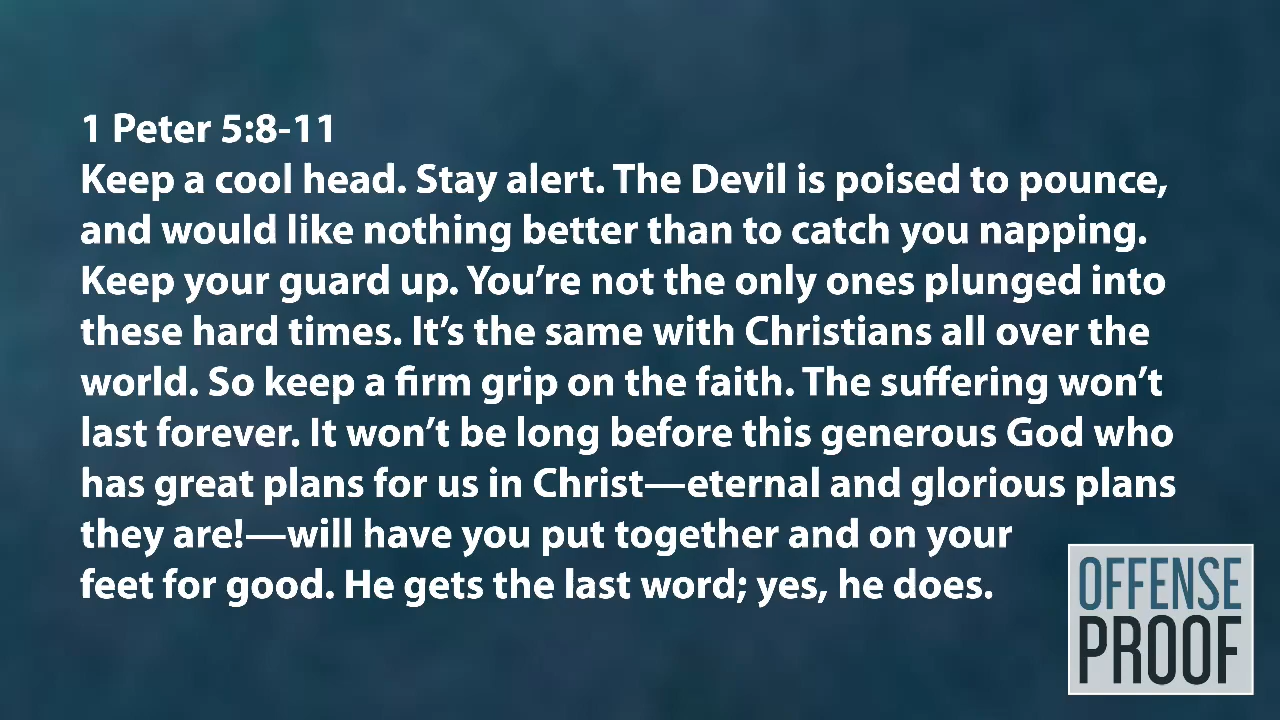 1 Peter 5:8-11
Keep a cool head. Stay alert. The Devil is poised to pounce,
and would like nothing better than to catch you napping.
Keep your guard up. You’re not the only ones plunged into
these hard times. It’s the same with Christians all over the
world. So keep a firm grip on the faith. The suffering won’t
last forever. It won’t be long before this generous God who
has great plans for us in Christ—eternal and glorious plans
they are!—will have you put together and on your
feet for good. He gets the last word; yes, he does.
OFFENSE
PROOF